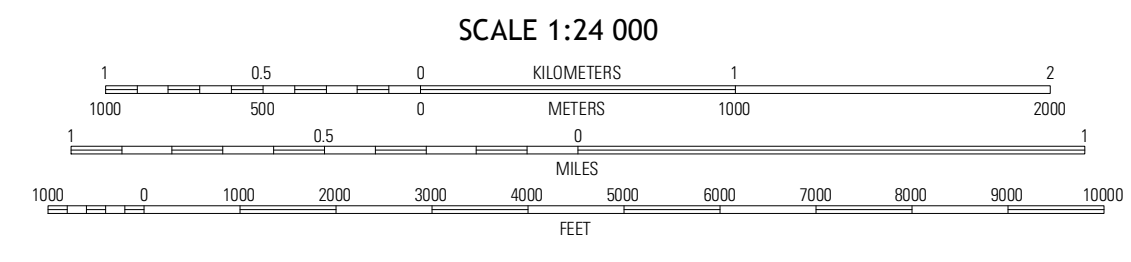 SCALE 1:24 000
1 0.5 0 KILOMETERS 1 2
1000 500 0 METERS 1000 2000
1 0.5 0 1
MILES
1000 0 1000 2000 3000 4000 5000 6000 7000 8000 9000 10000
FEET